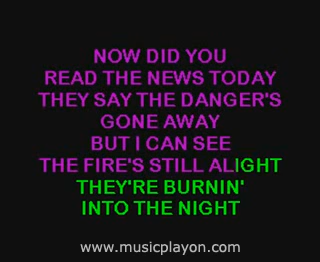 NOW DID YOU
READ THE NEWS TODAY
THEY SAY THE DANGER'S
GONE AWAY
BUT I CAN SEE
THE FIRE'S STILL ALIGHT
THEY'RE BURNIN'
INTO THE NIGHT
www.musicplayon.com